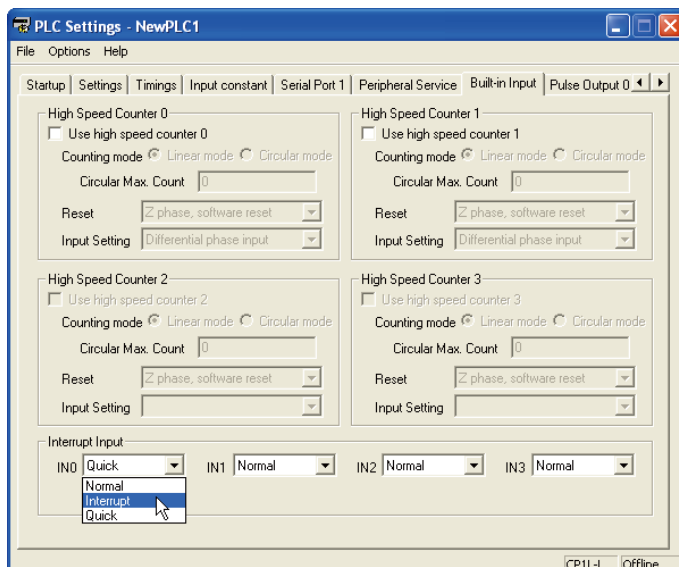 PLC Settings - NewPLC1
File Options Help
Startup Settings Timings Input constant Serial Port 1 Peripheral Service Built-in Input Pulse Output 0
High Speed Counter 0
Use high speed counter 0
Counting mode Linear mode Circular mode
Circular Max. Count 0
Reset Z phase, software reset
Input Setting Differential phase input
High Speed Counter 1
Use high speed counter 1
Counting mode Linear mode Circular mode
Circular Max. Count 0
Reset Z phase, software reset
Input Setting Differential phase input
High Speed Counter 2
Use high speed counter 2
Counting mode Linear mode Circular mode
Circular Max. Count 0
Reset Z phase, software reset
Input Setting
High Speed Counter 3
Use high speed counter 3
Counting mode Linear mode Circular mode
Circular Max. Count 0
Reset Z phase, software reset
Input Setting
Interrupt Input
IN0 Quick IN1 Normal IN2 Normal IN3 Normal
Normal
Interrupt
Quick
CP1L-L Offline